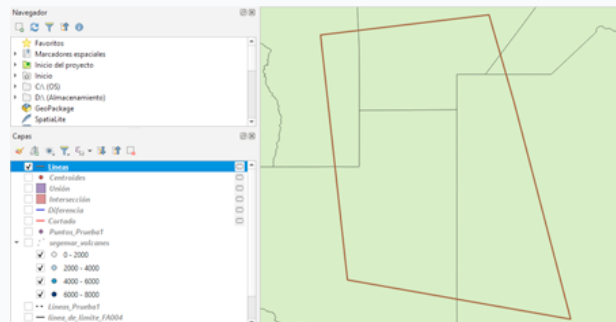 Navegador
Favoritos
Marcadores espaciales
Inicio del proyecto
Inicio
C:\ (OS)
D:\ (Almacenamiento)
GeoPackage
SpatiaLite
Capas
Líneas
Centroides
Unión
Intersección
Diferencia
Cortado
Puntos_Prueba1
segemar_volcanes
0 - 2000
2000 - 4000
4000 - 6000
6000 - 8000
Lineas_Prueba1
linea_de_limite_FA004